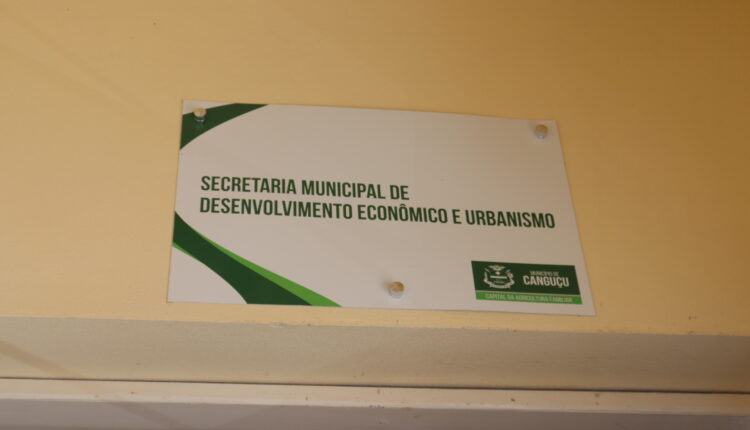 SECRETARIA MUNICIPAL DE
DESENVOLVIMENTO ECONÔMICO E URBANISMO
MUNICÍPIO DE
CANGUÇU
CAPITAL DA AGRICULTURA FAMILIAR